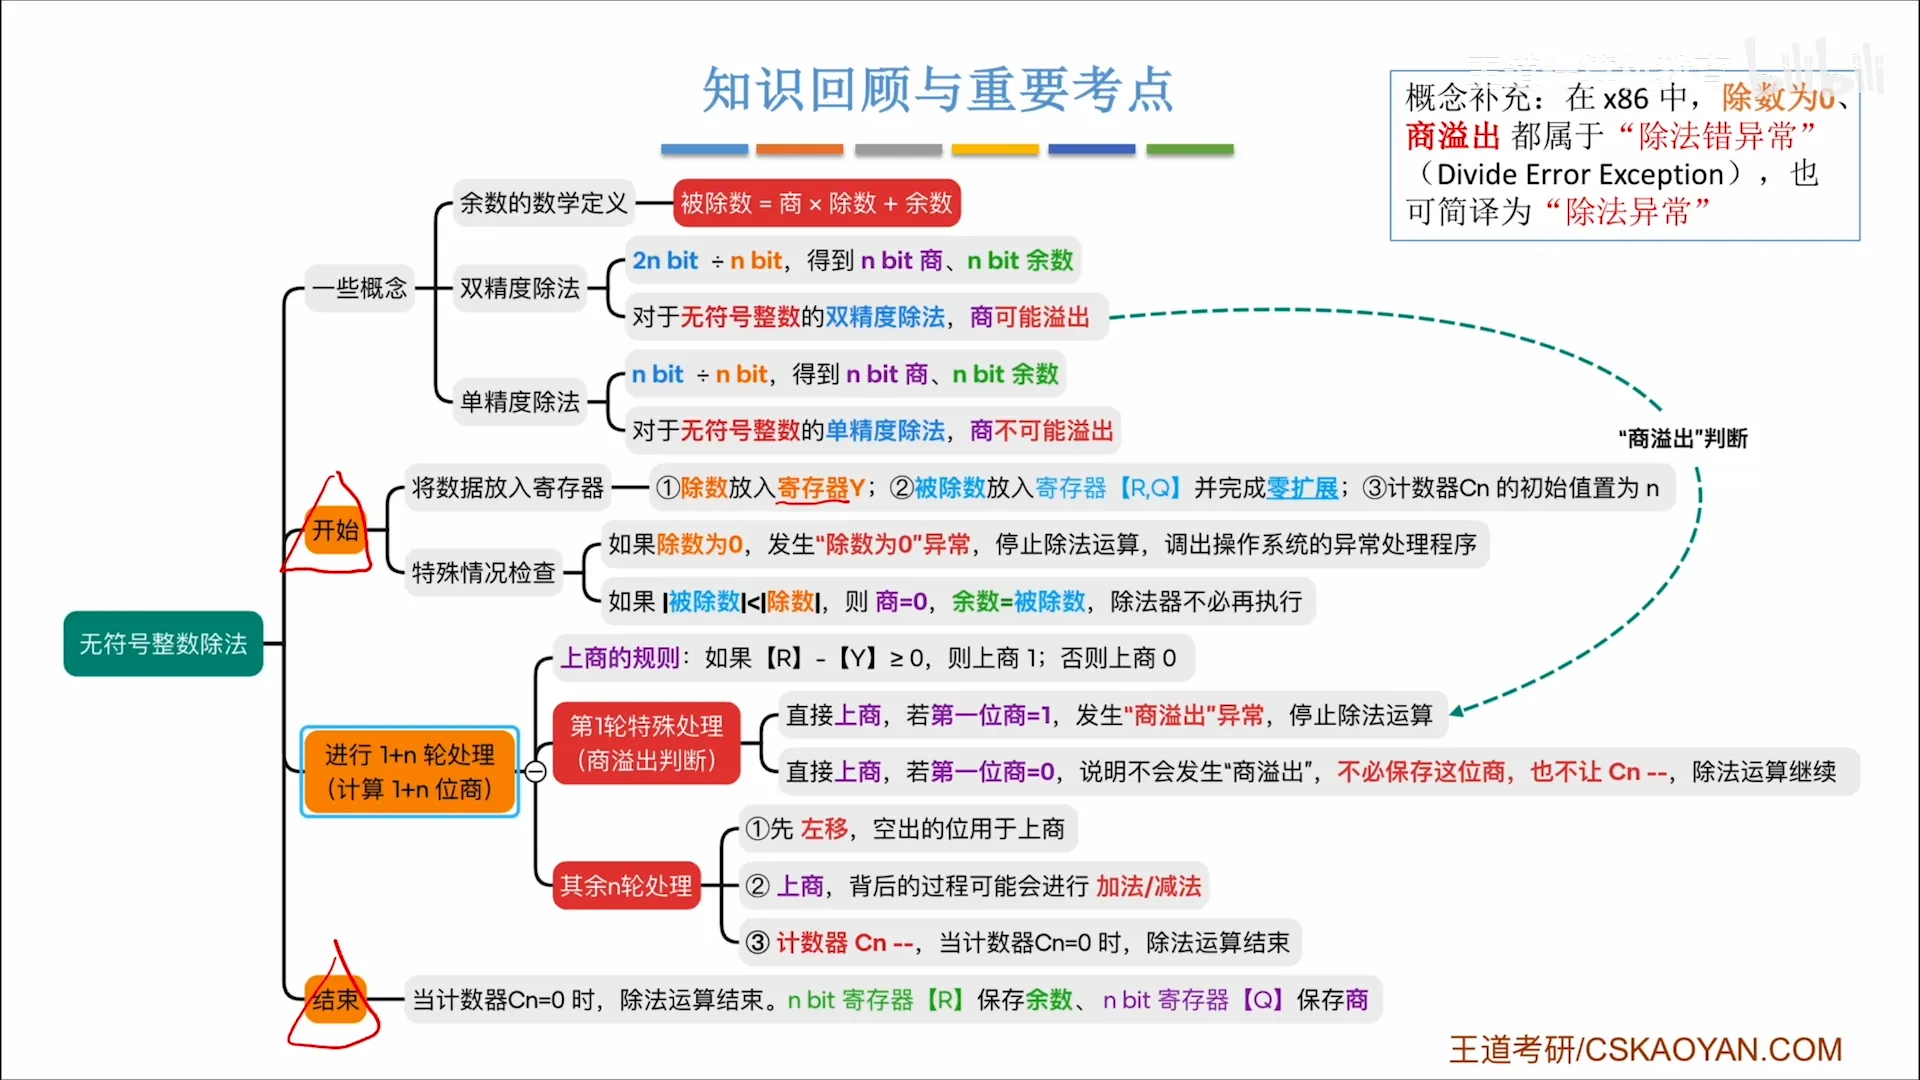 知识回顾与重要考点
概念补充：在 x86 中，除数为0、
商溢出 都属于“除法错异常”
（Divide Error Exception），也
可简译为“除法异常”
余数的数学定义
被除数 = 商 × 除数 + 余数
一些概念
双精度除法
2n bit ÷ n bit，得到 n bit 商、n bit 余数
对于无符号整数的双精度除法，商可能溢出
单精度除法
n bit ÷ n bit，得到 n bit 商、n bit 余数
对于无符号整数的单精度除法，商不可能溢出
“商溢出”判断
开始
将数据放入寄存器
①除数放入寄存器Y；②被除数放入寄存器【R,Q】并完成零扩展；③计数器Cn 的初始值置为 n
特殊情况检查
如果除数为0，发生“除数为0”异常，停止除法运算，调出操作系统的异常处理程序
如果 |被除数|<|除数|，则 商=0，余数=被除数，除法器不必再执行
无符号整数除法
进行 1+n 轮处理
（计算 1+n 位商）
上商的规则：如果【R】-【Y】≥ 0，则上商 1；否则上商 0
第1轮特殊处理
（商溢出判断）
直接上商，若第一位商=1，发生“商溢出”异常，停止除法运算
直接上商，若第一位商=0，说明不会发生“商溢出”，不必保存这位商，也不让 Cn --，除法运算继续
其余n轮处理
①先 左移，空出的位用于上商
② 上商，背后的过程可能会进行 加法/减法
③ 计数器 Cn --，当计数器Cn=0 时，除法运算结束
结束
当计数器Cn=0 时，除法运算结束。n bit 寄存器【R】保存余数、 n bit 寄存器【Q】保存商
王道考研/CSKAOYAN.COM